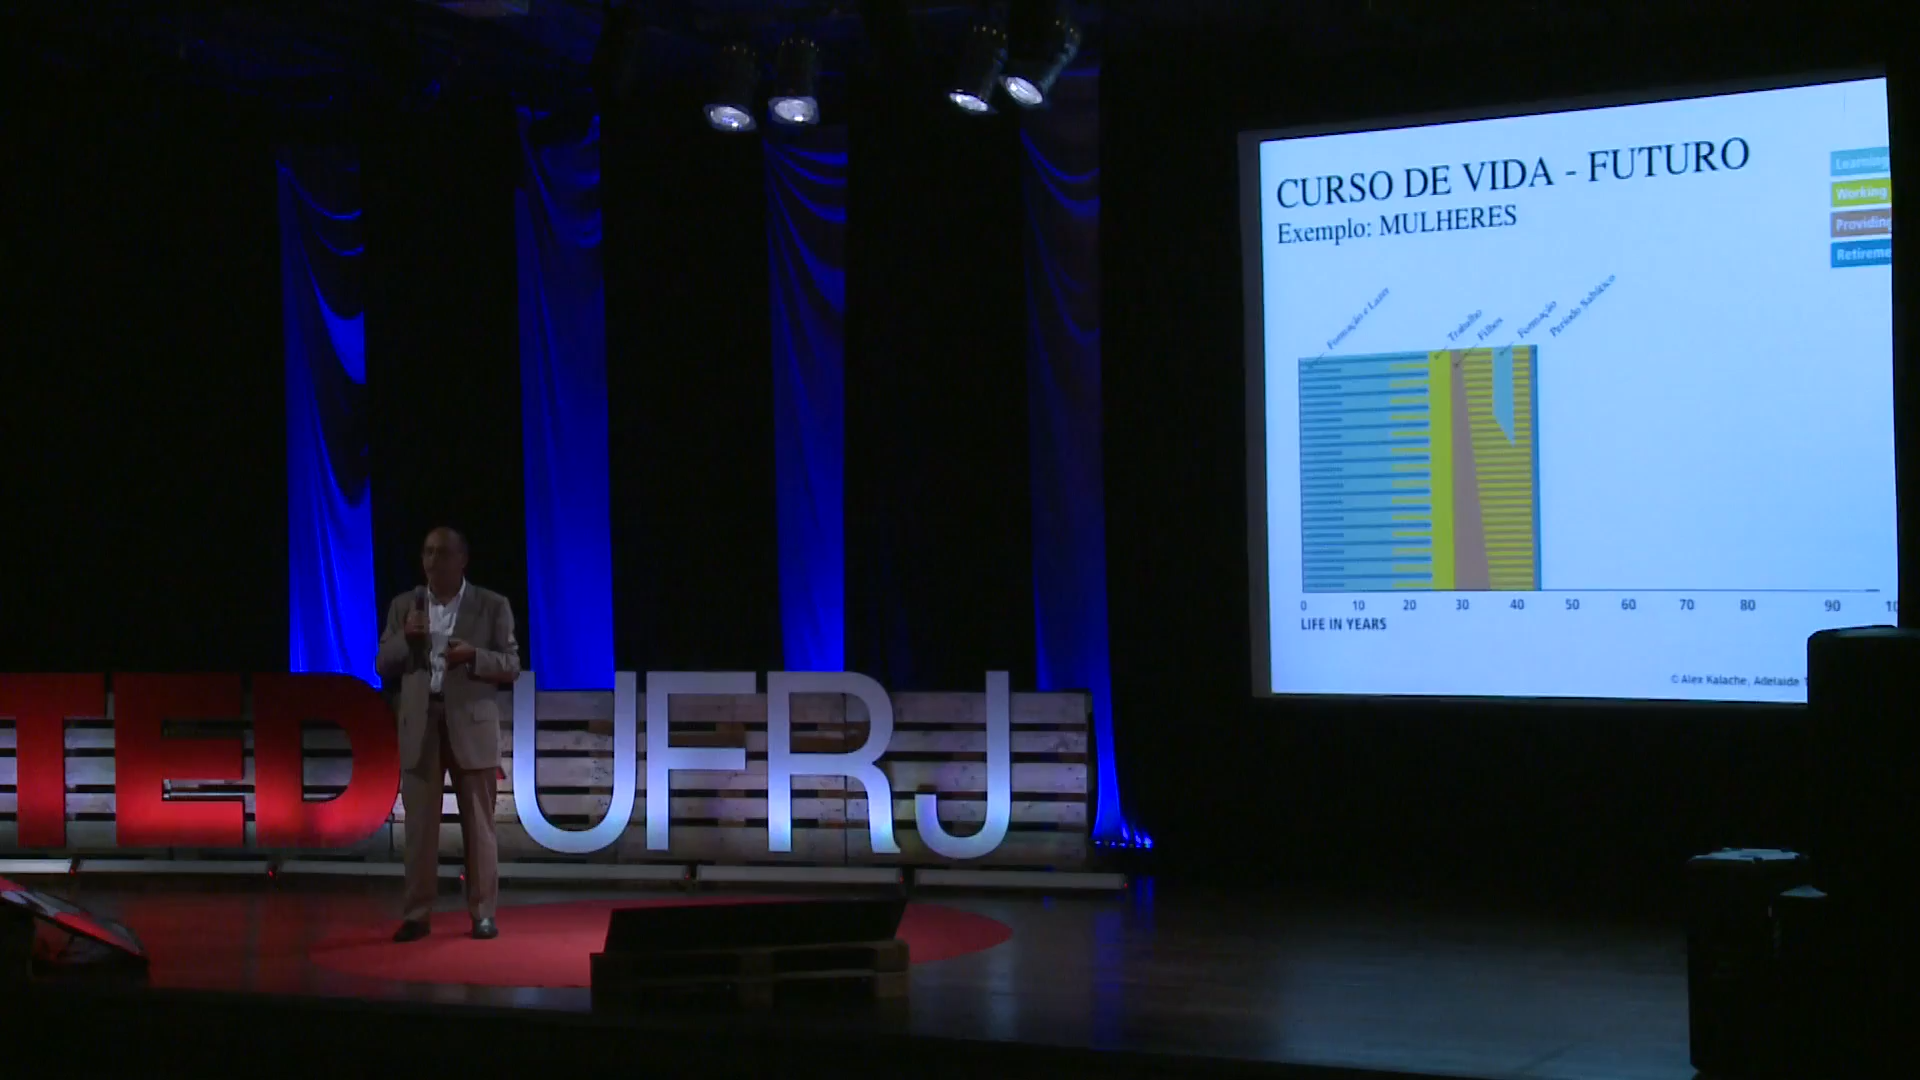 CURSO DE VIDA - FUTURO
Exemplo: MULHERES
Learning
Working
Providing
Retireme
Formação e Lazer
Trabalho
Filhos
Formação
Período Sabático
0 10 20 30 40 50 60 70 80 90 10
LIFE IN YEARS
© Alex Kalache, Adelaide
TED UFRJ